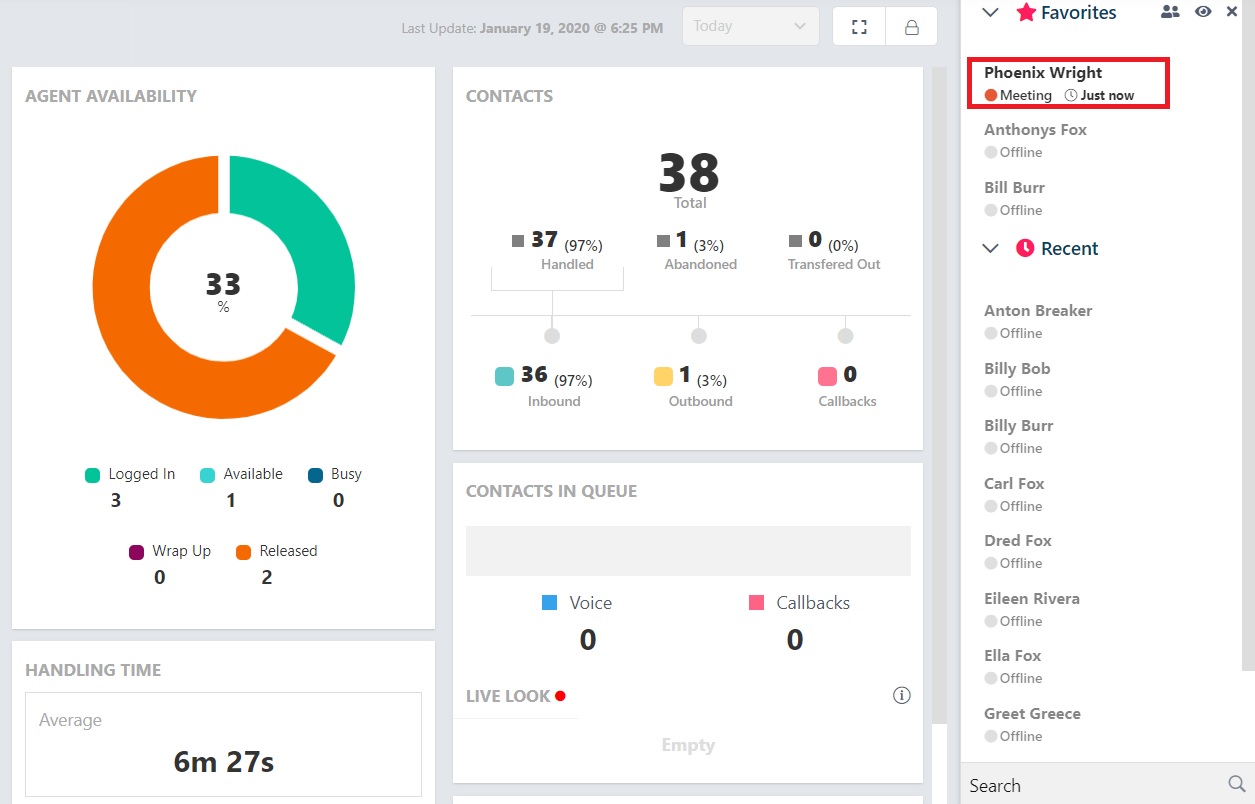 Last Update: January 19, 2020 @ 6:25 PM
Today
AGENT AVAILABILITY
33
%
Logged In
3
Available
1
Busy
0
Wrap Up
0
Released
2
HANDLING TIME
Average
6m 27s
CONTACTS
38
Total
37 (97%)
Handled
1 (3%)
Abandoned
0 (0%)
Transfered Out
36 (97%)
Inbound
1 (3%)
Outbound
0
Callbacks
CONTACTS IN QUEUE
Voice
0
Callbacks
0
LIVE LOOK
Empty
Favorites
Phoenix Wright
Meeting Just now
Anthonys Fox
Offline
Bill Burr
Offline
Recent
Anton Breaker
Offline
Billy Bob
Offline
Billy Burr
Offline
Carl Fox
Offline
Dred Fox
Offline
Eileen Rivera
Offline
Ella Fox
Offline
Greet Greece
Offline
Search